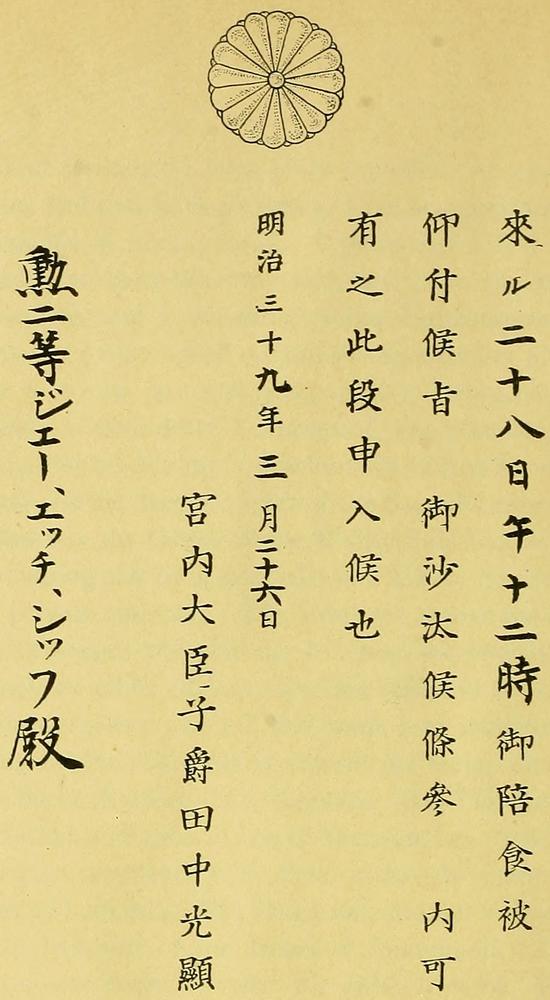 來ル二十八日午十二時御陪食被
仰付候旨　御沙汰候條參　内可
有之此段申入候也
明治三十九年三月二十六日
宮内大臣子爵田中光顯
勲二等ジエー、エッチ、シッフ殿